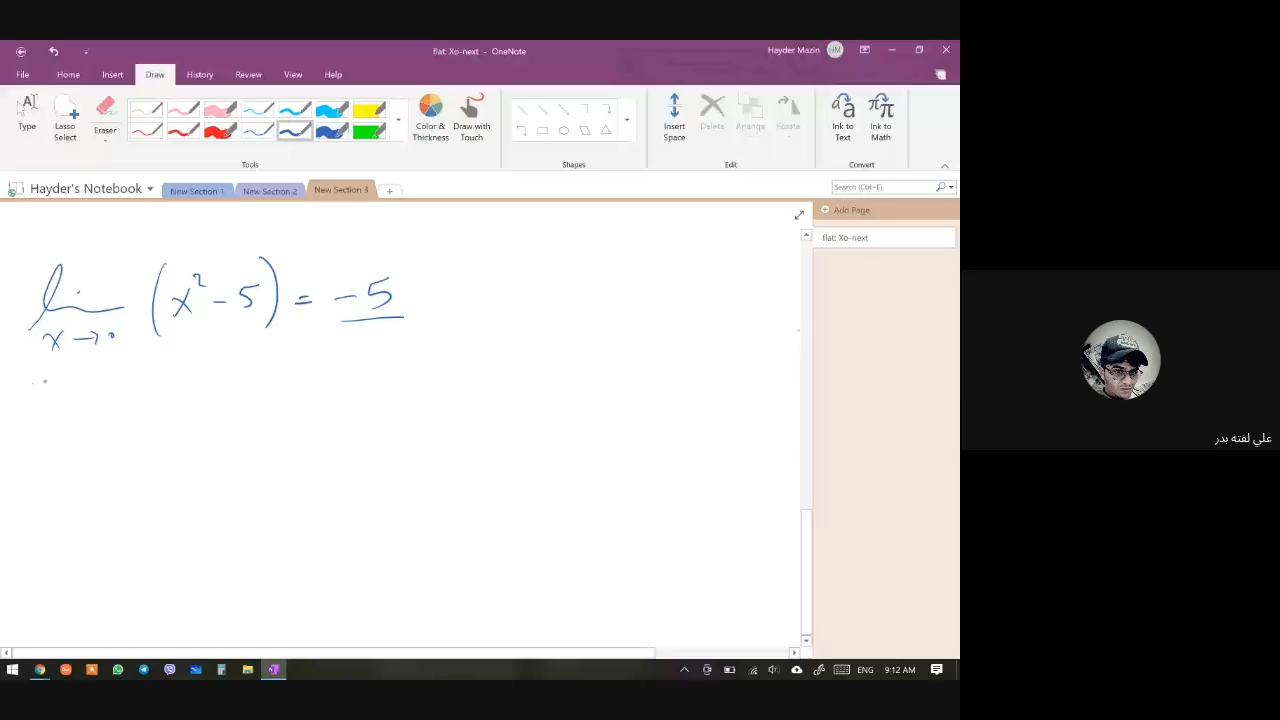 flat: Xo-next - OneNote
Hayder Mazin HM
File Home Insert Draw History Review View Help
Type
Lasso Select
Eraser
Color & Thickness
Draw with Touch
Insert Space
Delete
Arrange
Rotate
Ink to Text
Ink to Math
Tools Shapes Edit Convert
Hayder's Notebook New Section 1 New Section 2 New Section 3 +
Search (Ctrl+E)
Add Page
flat: Xo-next
lim (x² - 5) = -5
x → 0
علي لفته بدر
ENG 9:12 AM